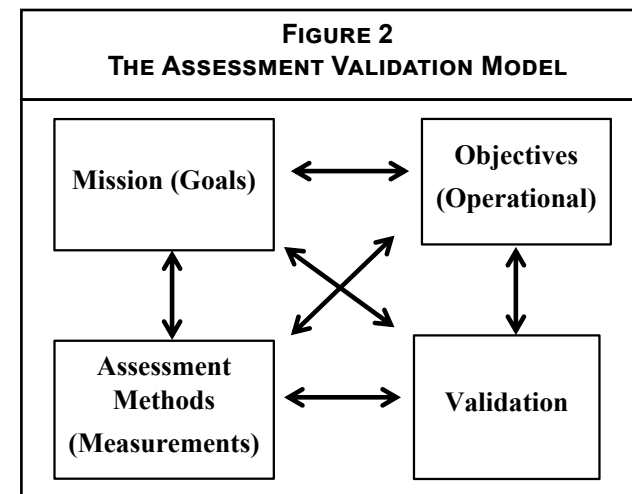 FIGURE 2
THE ASSESSMENT VALIDATION MODEL
Mission (Goals)
Objectives
(Operational)
Assessment
Methods
(Measurements)
Validation